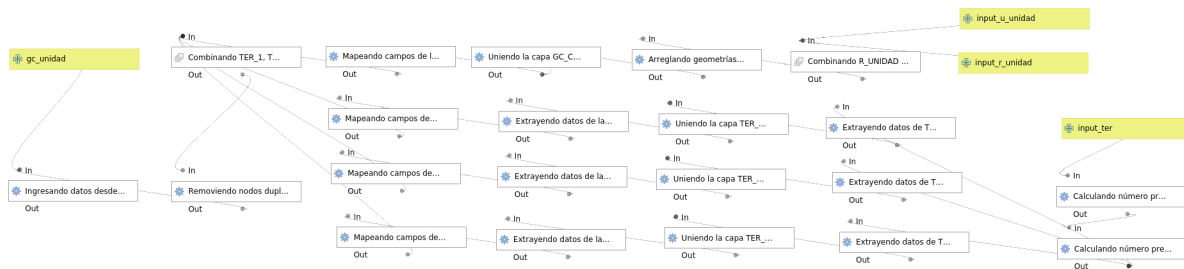 input_u_unidad
In
In
In
gc_unidad
Combinando TER_1, T...
Mapeando campos de l...
Uniendo la capa GC_C...
Arreglando geometrías...
Combinando R_UNIDAD ...
input_r_unidad
Out
Out
Out
Out
Out
In
In
In
In
Mapeando campos de...
Extrayendo datos de la...
Uniendo la capa TER_...
Extrayendo datos de T...
input_ter
Out
Out
Out
Out
In
In
In
In
In
In
In
Ingresando datos desde...
Removiendo nodos dupl...
Mapeando campos de...
Extrayendo datos de la...
Uniendo la capa TER_...
Extrayendo datos de T...
Calculando número pr...
Out
Out
Out
Out
Out
Out
Out
In
In
In
In
In
Mapeando campos de...
Extrayendo datos de la...
Uniendo la capa TER_...
Extrayendo datos de T...
Calculando número pre...
Out
Out
Out
Out
Out